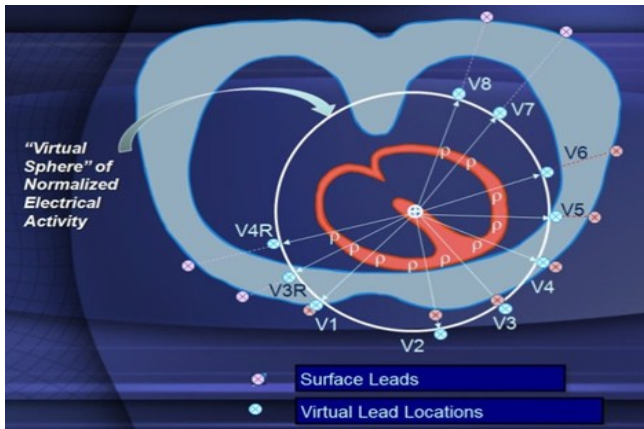 V8
V7
"Virtual
Sphere" of
Normalized
Electrical
Activity
V6
V5
V4R
V4
V3R
V1
V3
V2
ρ
ρ
ρ
ρ
ρ
ρ
ρ
ρ
ρ
ρ
Surface Leads
Virtual Lead Locations